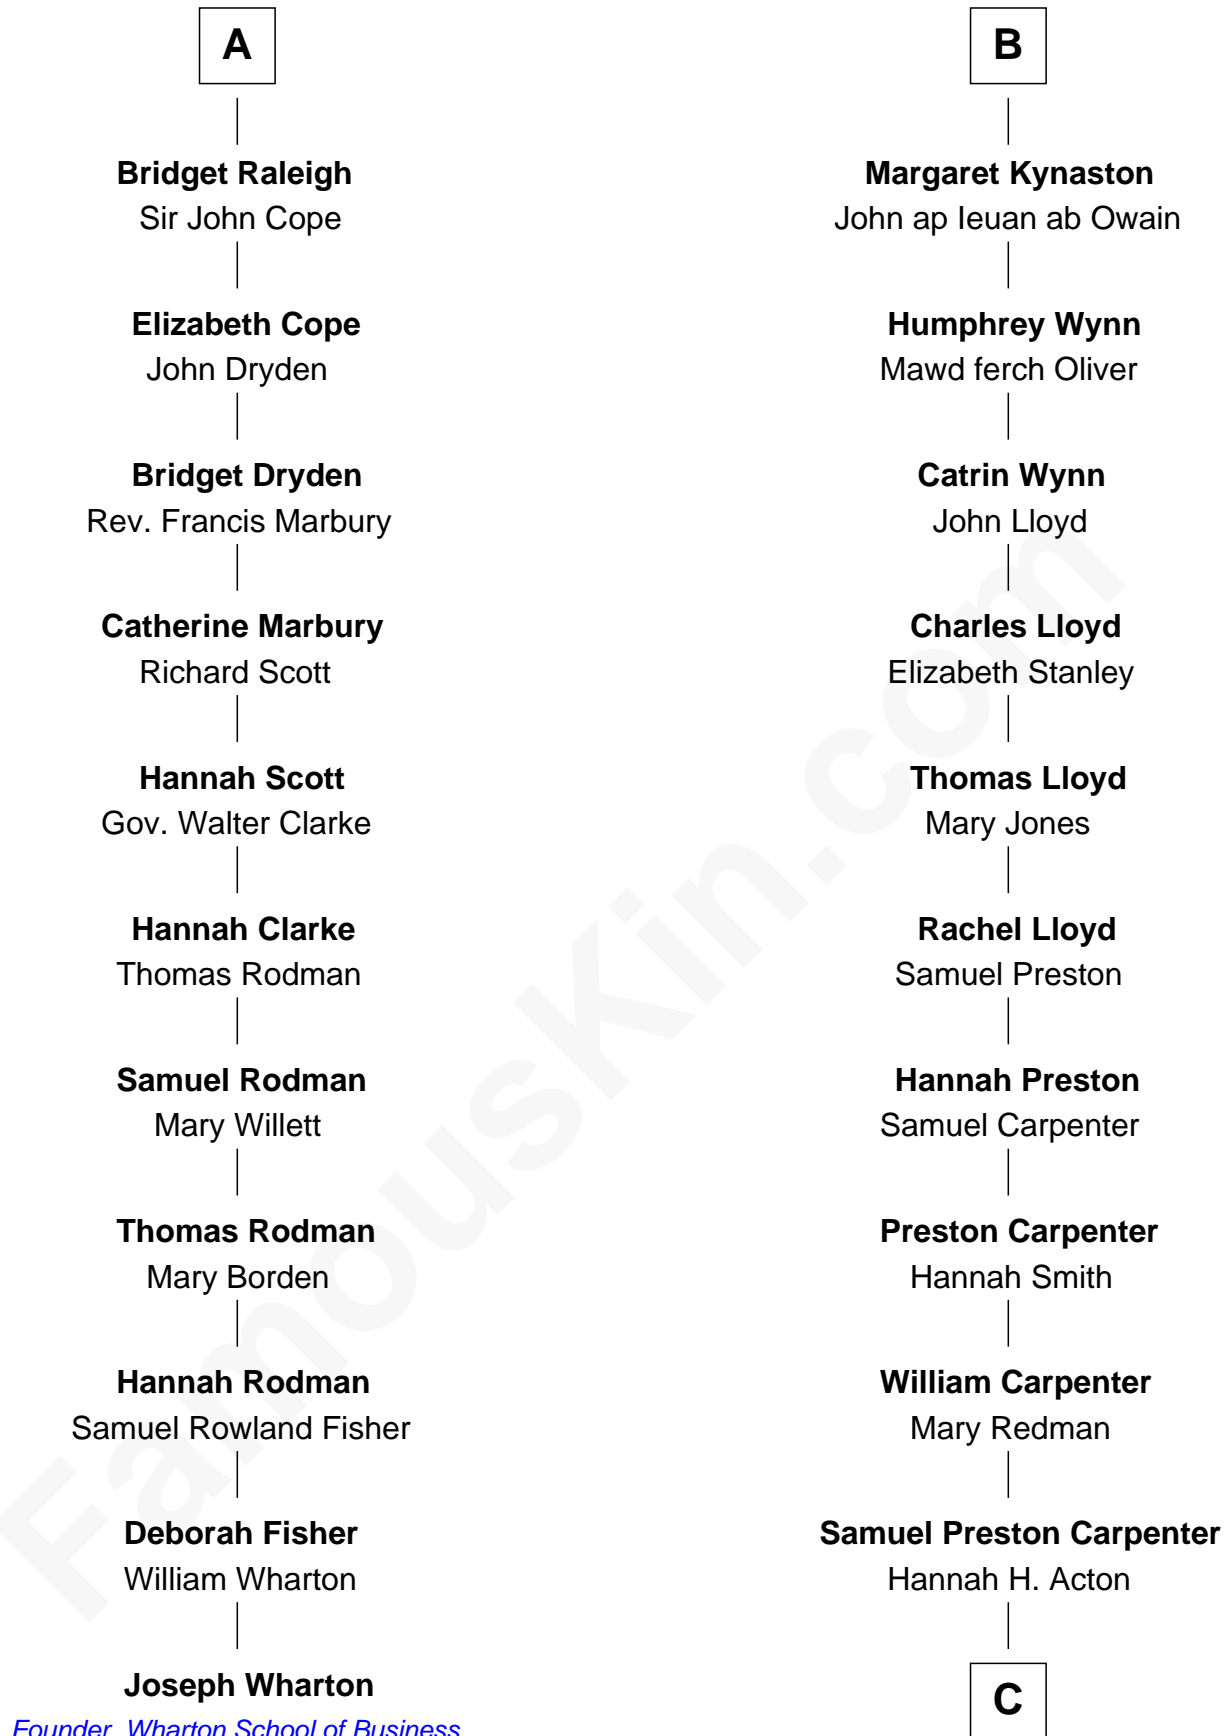 A
Bridget Raleigh
Sir John Cope
Elizabeth Cope
John Dryden
Bridget Dryden
Rev. Francis Marbury
Catherine Marbury
Richard Scott
Hannah Scott
Gov. Walter Clarke
Hannah Clarke
Thomas Rodman
Samuel Rodman
Mary Willett
Thomas Rodman
Mary Borden
Hannah Rodman
Samuel Rowland Fisher
Deborah Fisher
William Wharton
Joseph Wharton
Founder, Wharton School of Business
B
Margaret Kynaston
John ap Ieuan ab Owain
Humphrey Wynn
Mawd ferch Oliver
Catrin Wynn
John Lloyd
Charles Lloyd
Elizabeth Stanley
Thomas Lloyd
Mary Jones
Rachel Lloyd
Samuel Preston
Hannah Preston
Samuel Carpenter
Preston Carpenter
Hannah Smith
William Carpenter
Mary Redman
Samuel Preston Carpenter
Hannah H. Acton
C
FamousKin.com